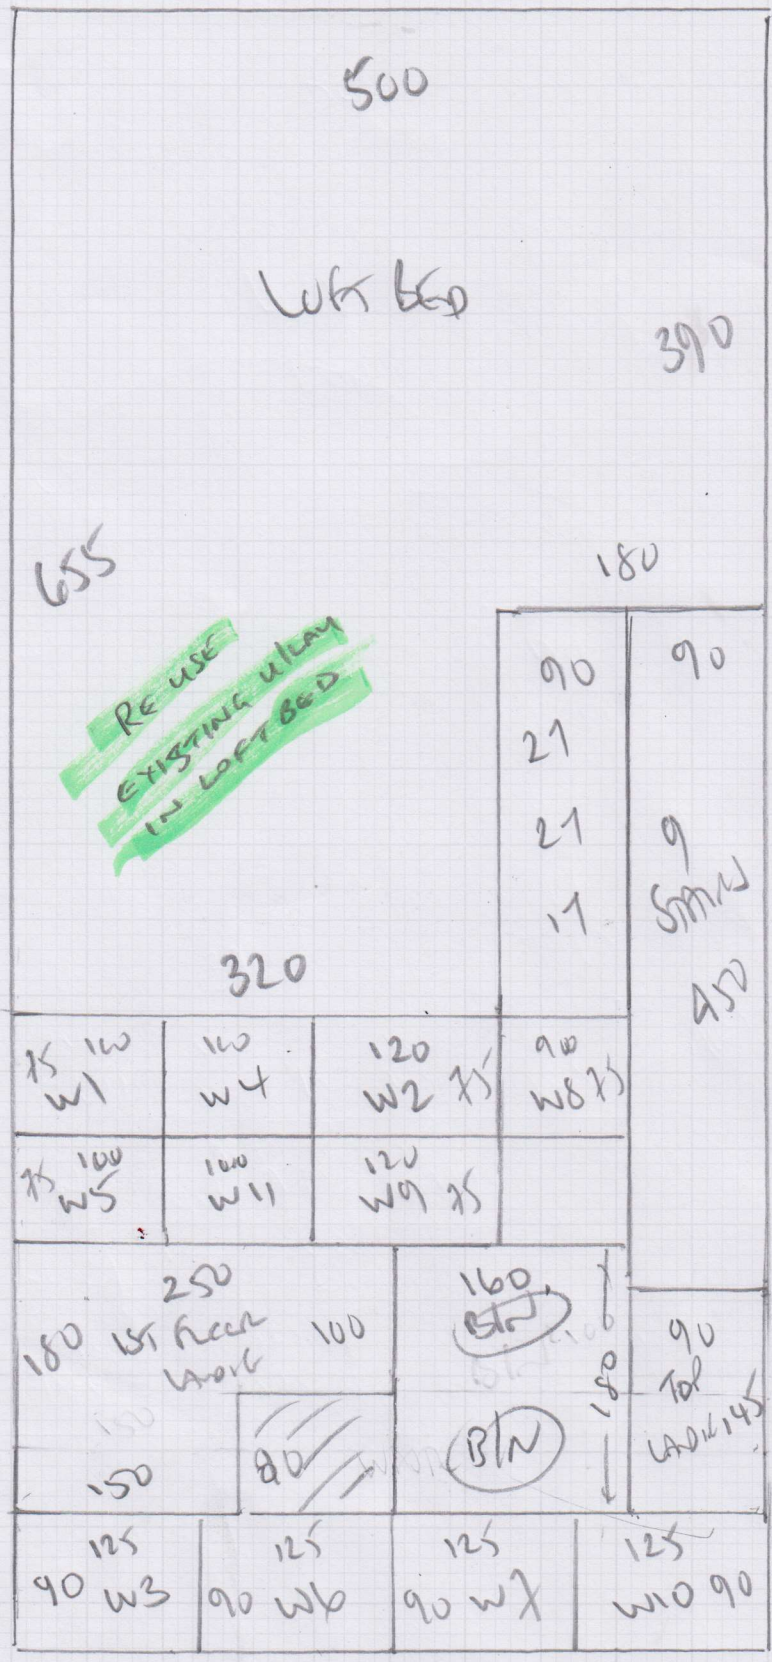 500
LOFT BED
390
655
180
RE USE
EXISTING U/LAY
IN LOFT BED
90
21
21
17
90
9
STAIRS
450
320
75 100
W1
100
W4
120
W2 75
90
W8 75
75 100
W5
100
W11
120
W9 75
250
180 1ST FLOOR 100
LANDING
150
80
160
BIN
BIN
180
90
TOP
LANDING 145
125
90 W3
125
90 W6
125
90 W7
125
W10 90